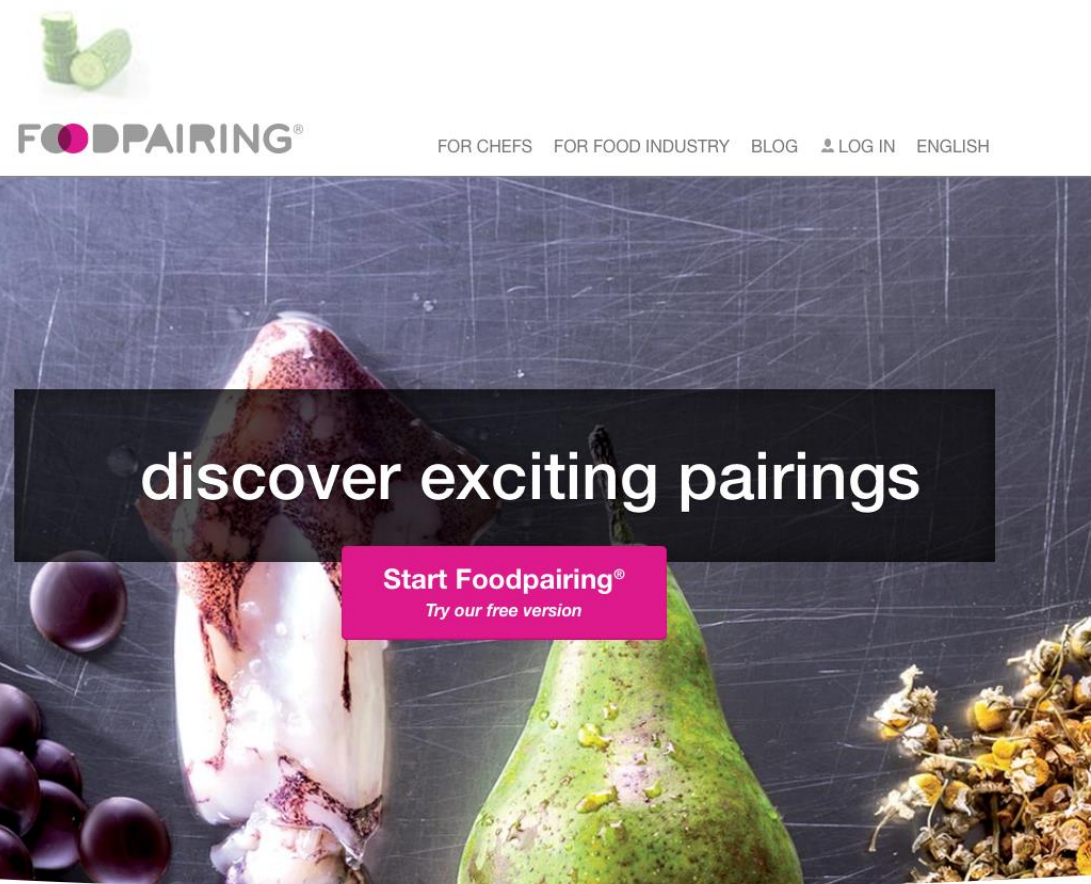 FOODPAIRING®
FOR CHEFS FOR FOOD INDUSTRY BLOG LOG IN ENGLISH
discover exciting pairings
Start Foodpairing®
Try our free version